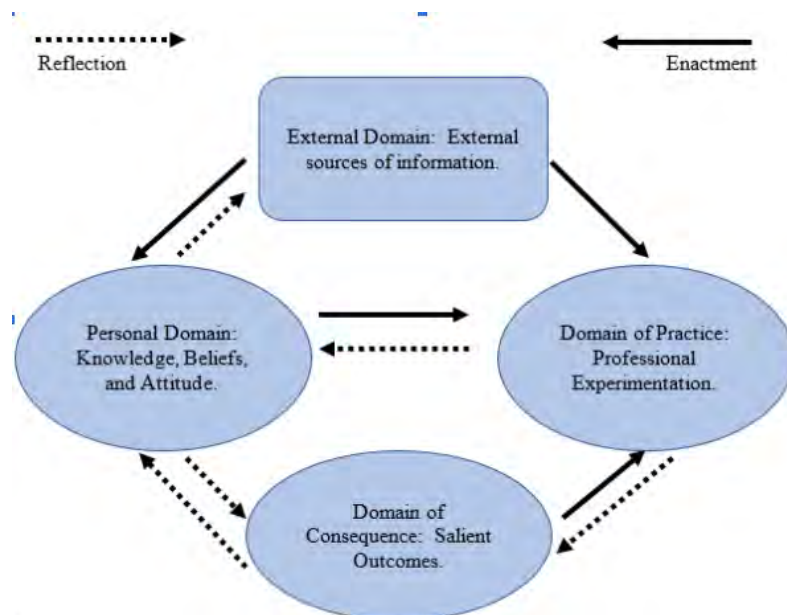 Reflection
Enactment
External Domain: External
sources of information.
Personal Domain:
Knowledge, Beliefs,
and Attitude.
Domain of Practice:
Professional
Experimentation.
Domain of
Consequence: Salient
Outcomes.